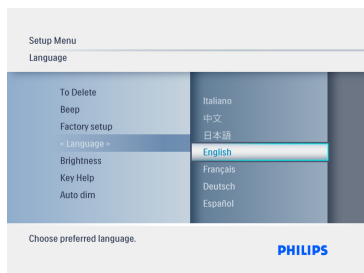 Setup Menu
Language
To Delete
Beep
Factory setup
« Language »
Brightness
Key Help
Auto dim
Italiano
中文
日本語
English
Français
Deutsch
Español
Choose preferred language.
PHILIPS